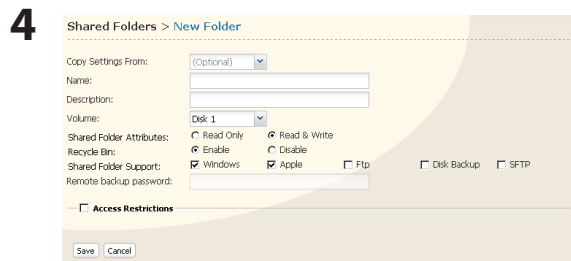 4
Shared Folders > New Folder
Copy Settings From: (Optional)
Name:
Description:
Volume: Disk 1
Shared Folder Attributes: Read Only Read & Write
Recycle Bin: Enable Disable
Shared Folder Support: Windows Apple Ftp Disk Backup SFTP
Remote backup password:
Access Restrictions
Save Cancel